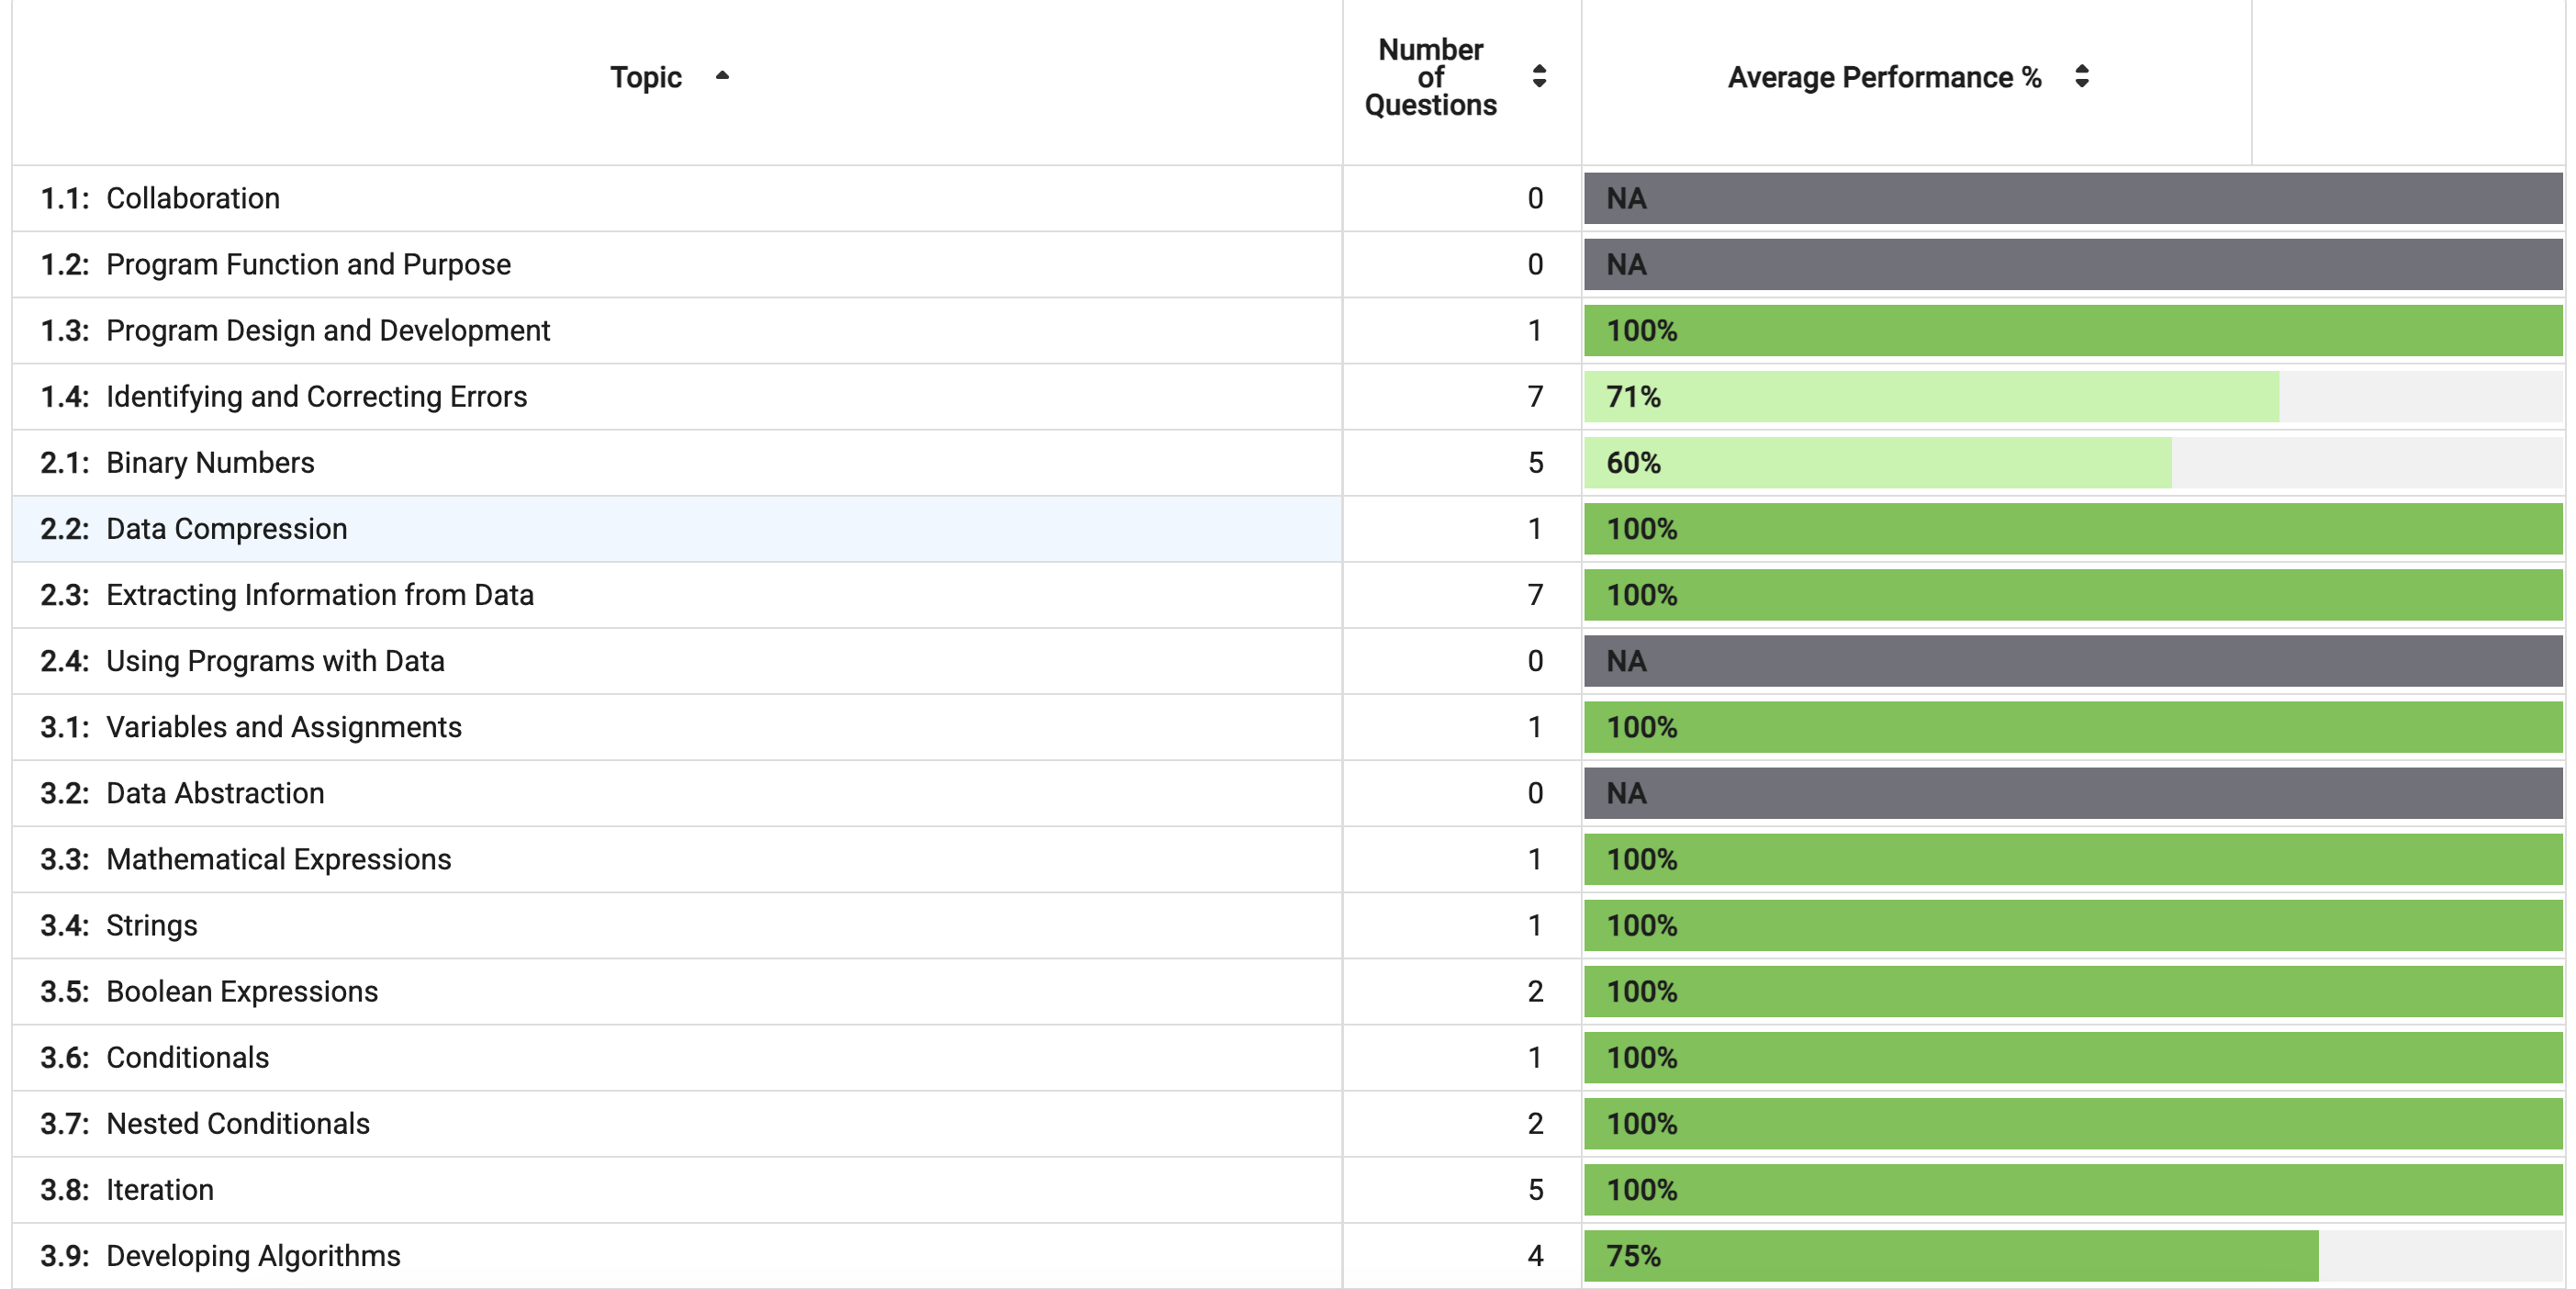 Topic
Number
of
Questions
Average Performance %
1.1: Collaboration 0 NA
1.2: Program Function and Purpose 0 NA
1.3: Program Design and Development 1 100%
1.4: Identifying and Correcting Errors 7 71%
2.1: Binary Numbers 5 60%
2.2: Data Compression 1 100%
2.3: Extracting Information from Data 7 100%
2.4: Using Programs with Data 0 NA
3.1: Variables and Assignments 1 100%
3.2: Data Abstraction 0 NA
3.3: Mathematical Expressions 1 100%
3.4: Strings 1 100%
3.5: Boolean Expressions 2 100%
3.6: Conditionals 1 100%
3.7: Nested Conditionals 2 100%
3.8: Iteration 5 100%
3.9: Developing Algorithms 4 75%